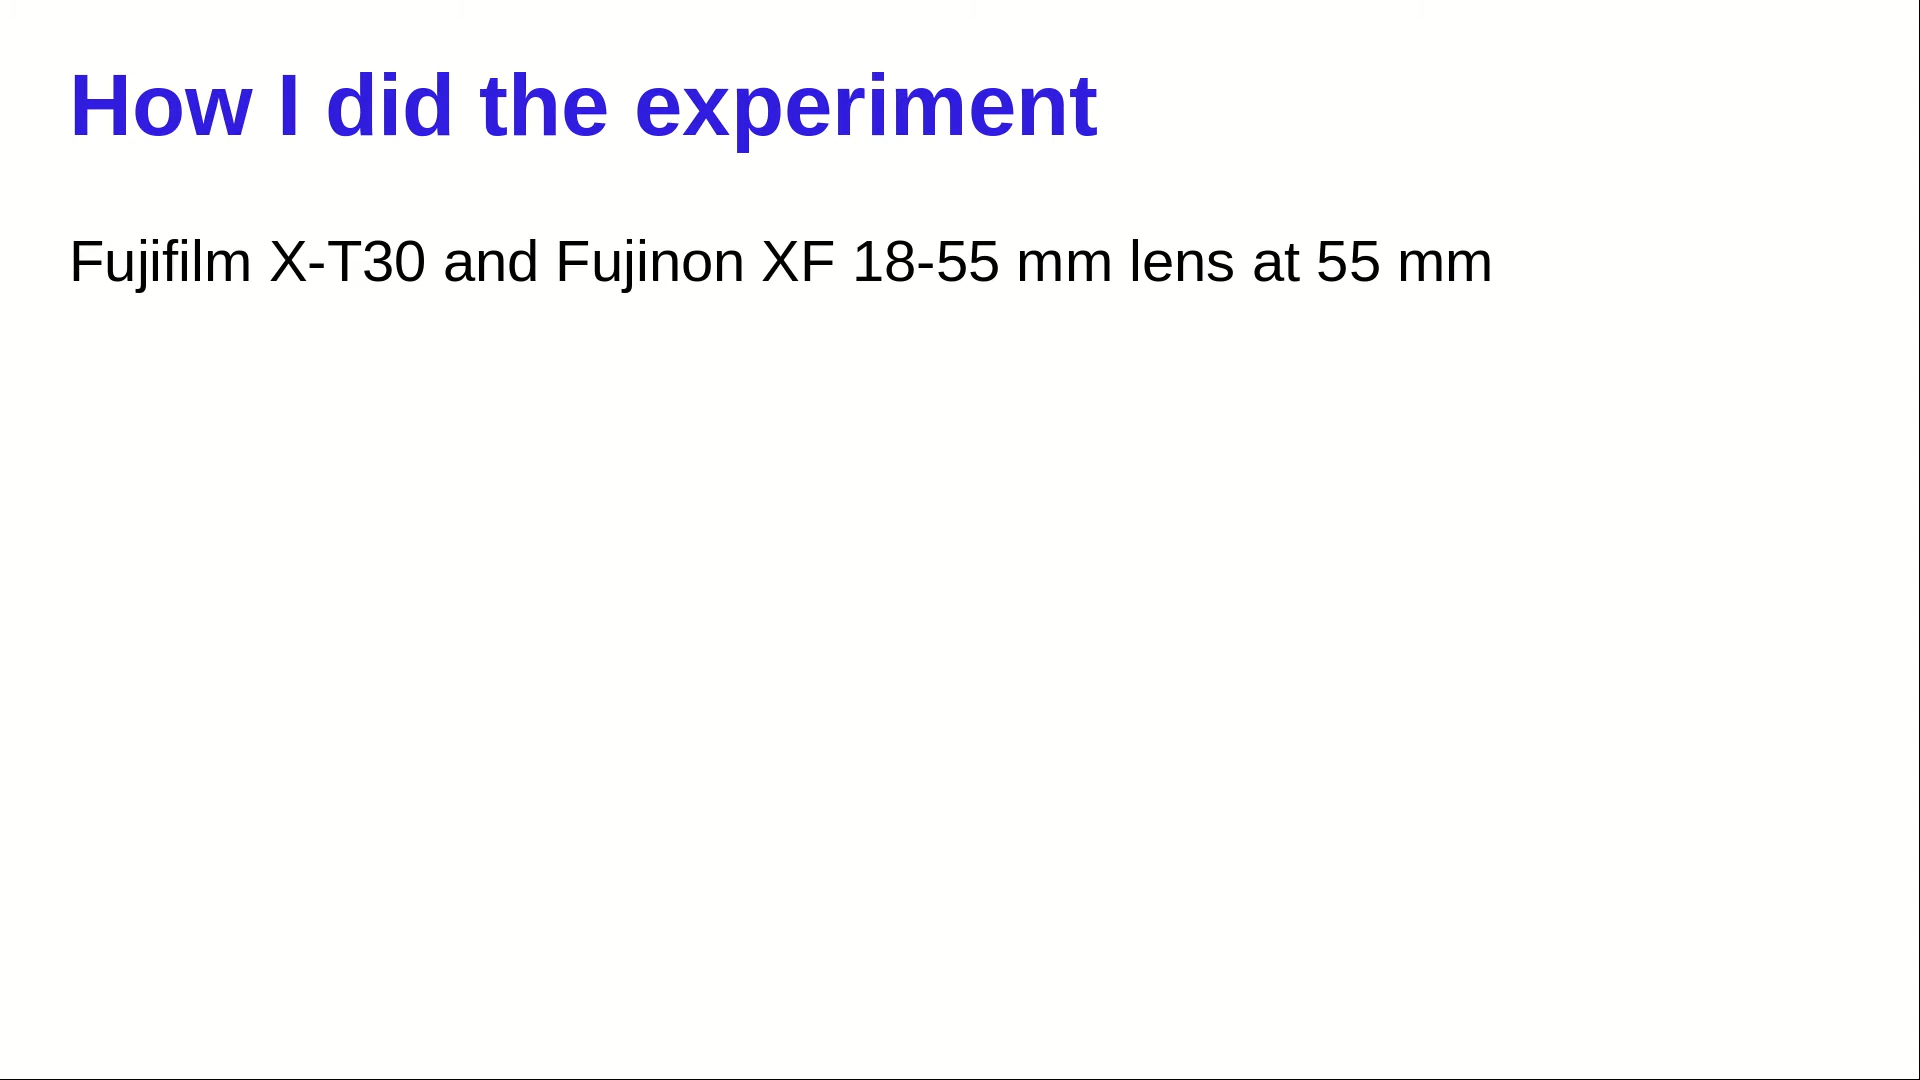 How I did the experiment
Fujifilm X-T30 and Fujinon XF 18-55 mm lens at 55 mm